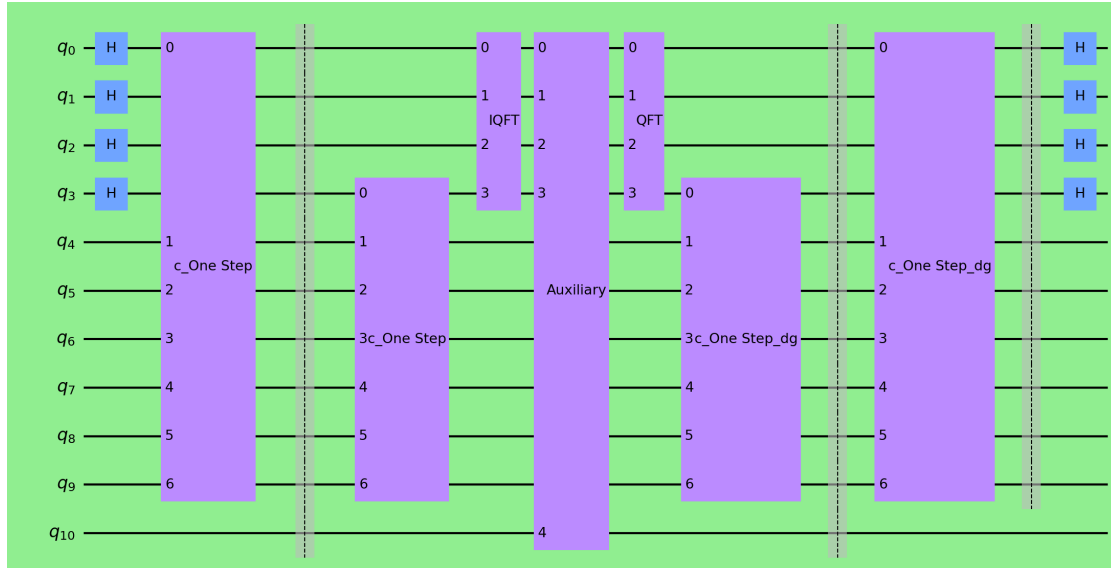 q0 H 0 0 0 0 0 H
q1 H 1 1 1 H
IQFT QFT
q2 H 2 2 2 H
q3 H 0 3 3 3 0 H
q4 1 1 1 1
c_One Step c_One Step_dg
q5 2 2 Auxiliary 2 2
q6 3 3c_One Step 3c_One Step_dg 3
q7 4 4 4 4
q8 5 5 5 5
q9 6 6 6 6
q10 4